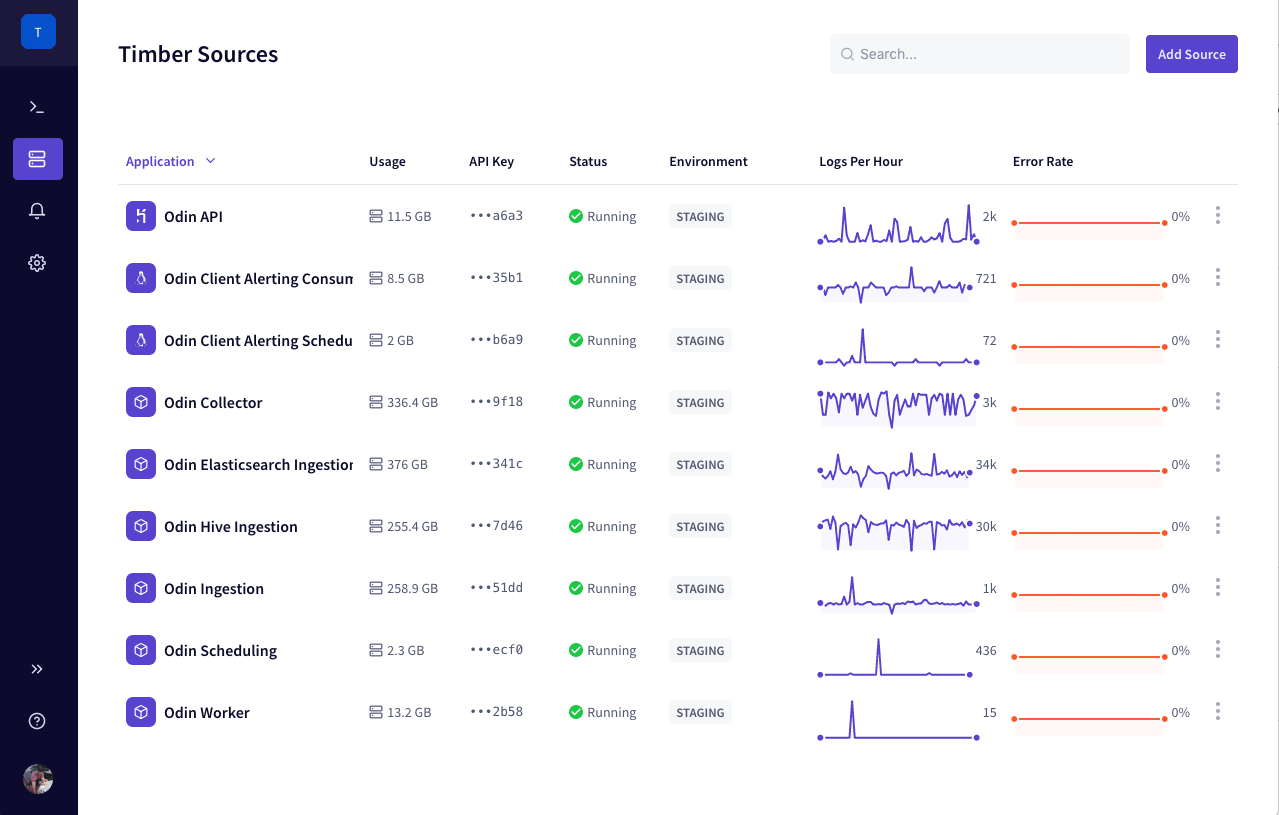 T
Timber Sources
Search...
Add Source
Application Usage API Key Status Environment Logs Per Hour Error Rate
Odin API 11.5 GB •••a6a3 Running STAGING 2k 0%
Odin Client Alerting Consum 8.5 GB •••35b1 Running STAGING 721 0%
Odin Client Alerting Schedu 2 GB •••b6a9 Running STAGING 72 0%
Odin Collector 336.4 GB •••9f18 Running STAGING 3k 0%
Odin Elasticsearch Ingestion 376 GB •••341c Running STAGING 34k 0%
Odin Hive Ingestion 255.4 GB •••7d46 Running STAGING 30k 0%
Odin Ingestion 258.9 GB •••51dd Running STAGING 1k 0%
Odin Scheduling 2.3 GB •••ecf0 Running STAGING 436 0%
Odin Worker 13.2 GB •••2b58 Running STAGING 15 0%